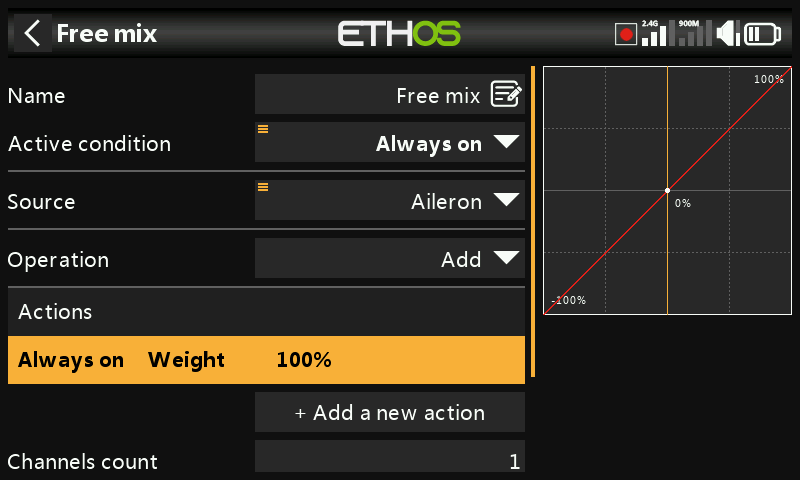 Free mix
ETHOS
2.4G
900M
Name
Free mix
Active condition
Always on
Source
Aileron
Operation
Add
Actions
Always on Weight 100%
+ Add a new action
Channels count
1
100%
0%
-100%